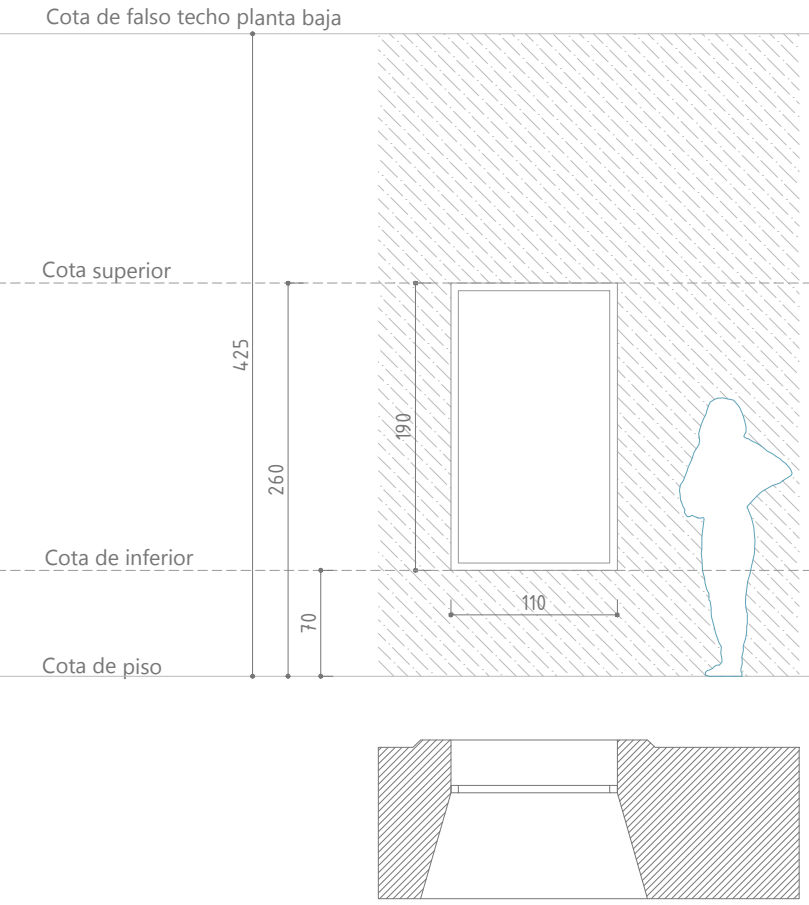 Cota de falso techo planta baja
Cota superior
425
190
260
Cota de inferior
110
70
Cota de piso